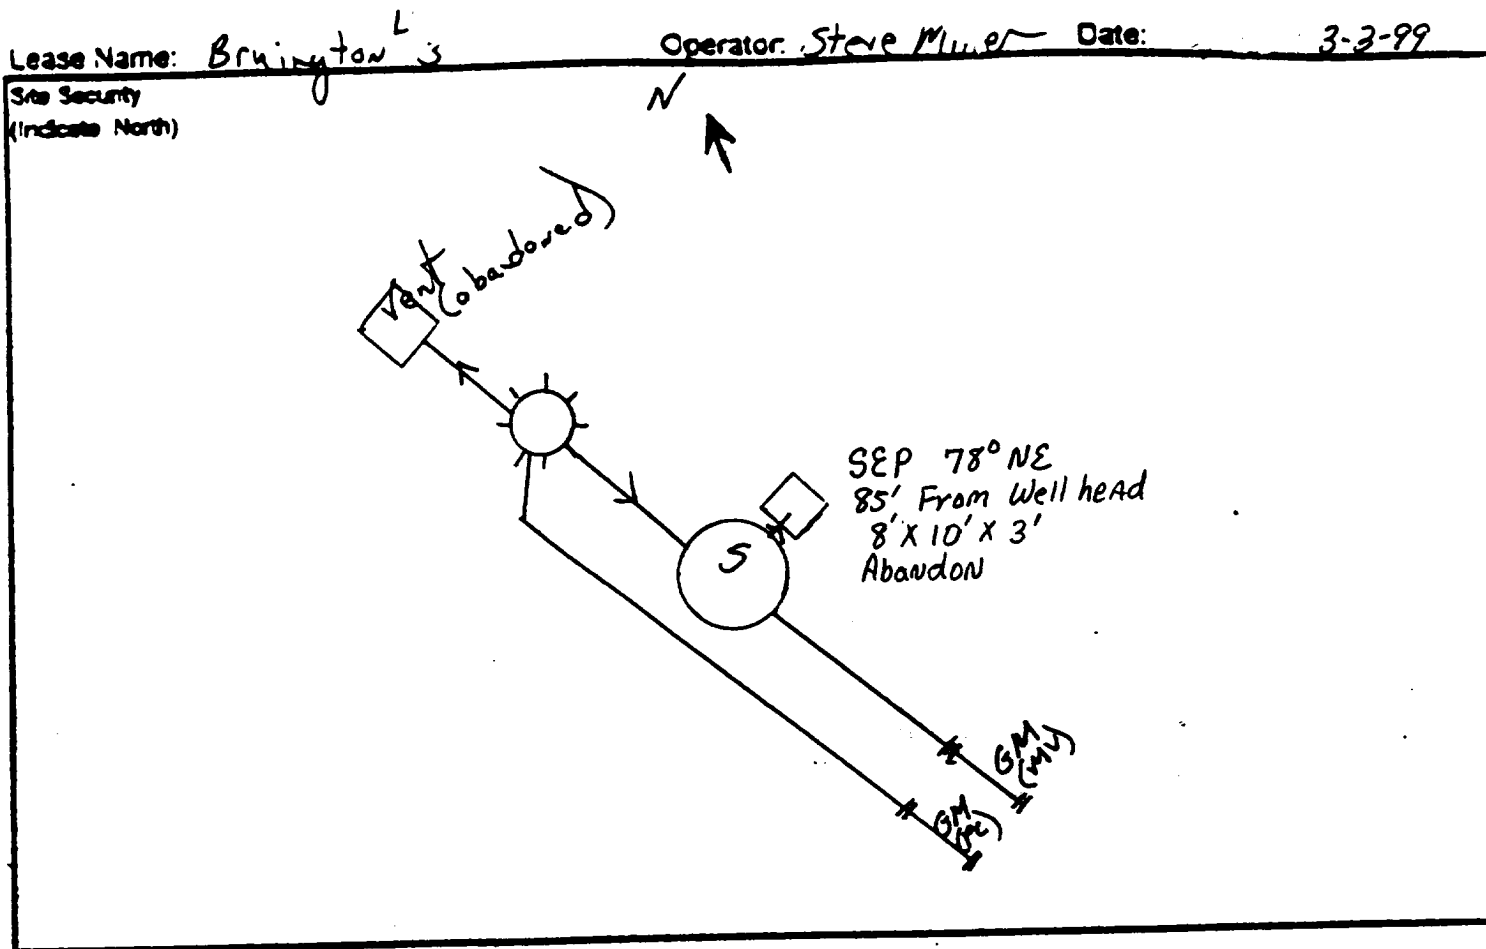 Lease Name: Bruington L's Operator: Steve Miller Date: 3-3-99
Site Security
(Indicate North)
N
Vent
(abandoned)
SEP 78° NE
85' From Well head
8' X 10' X 3'
Abandon
S
GM
(MV)
GM
(PC)